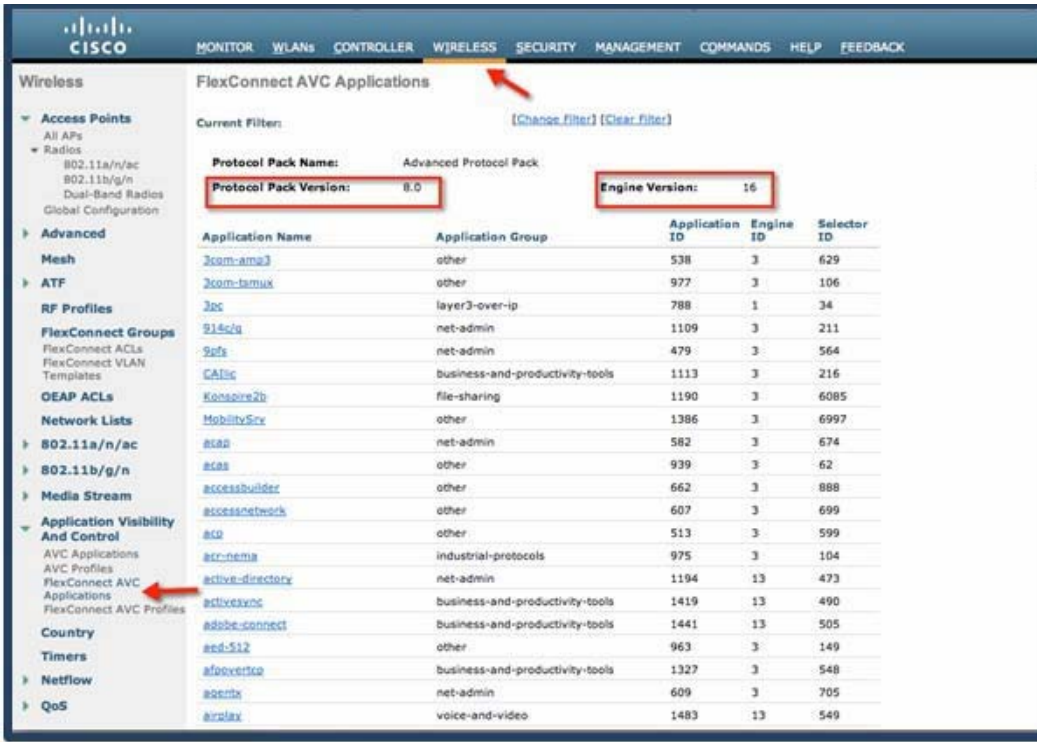 CISCO
MONITOR WLANs CONTROLLER WIRELESS SECURITY MANAGEMENT COMMANDS HELP FEEDBACK
Wireless
Access Points
All APs
Radios
802.11a/n/ac
802.11b/g/n
Dual-Band Radios
Global Configuration
Advanced
Mesh
ATF
RF Profiles
FlexConnect Groups
FlexConnect ACLs
FlexConnect VLAN
Templates
OEAP ACLs
Network Lists
802.11a/n/ac
802.11b/g/n
Media Stream
Application Visibility
And Control
AVC Applications
AVC Profiles
FlexConnect AVC
Applications
FlexConnect AVC Profiles
Country
Timers
Netflow
QoS
FlexConnect AVC Applications
Current Filter: [Change Filter] [Clear Filter]
Protocol Pack Name: Advanced Protocol Pack
Protocol Pack Version: 8.0 Engine Version: 16
Application Name Application Group Application ID Engine ID Selector ID
3com-amp3 other 538 3 629
3com-tsmux other 977 3 106
3pc layer3-over-ip 788 1 34
914c/g net-admin 1109 3 211
9pfs net-admin 479 3 564
CAIlic business-and-productivity-tools 1113 3 216
Konspire2b file-sharing 1190 3 6085
MobilitySrv other 1386 3 6997
acap net-admin 582 3 674
acas other 939 3 62
accessbuilder other 662 3 888
accessnetwork other 607 3 699
acp other 513 3 599
acr-nema industrial-protocols 975 3 104
active-directory net-admin 1194 13 473
activesync business-and-productivity-tools 1419 13 490
adobe-connect business-and-productivity-tools 1441 13 505
aed-512 other 963 3 149
afpovertcp business-and-productivity-tools 1327 3 548
agentx net-admin 609 3 705
airplay voice-and-video 1483 13 549